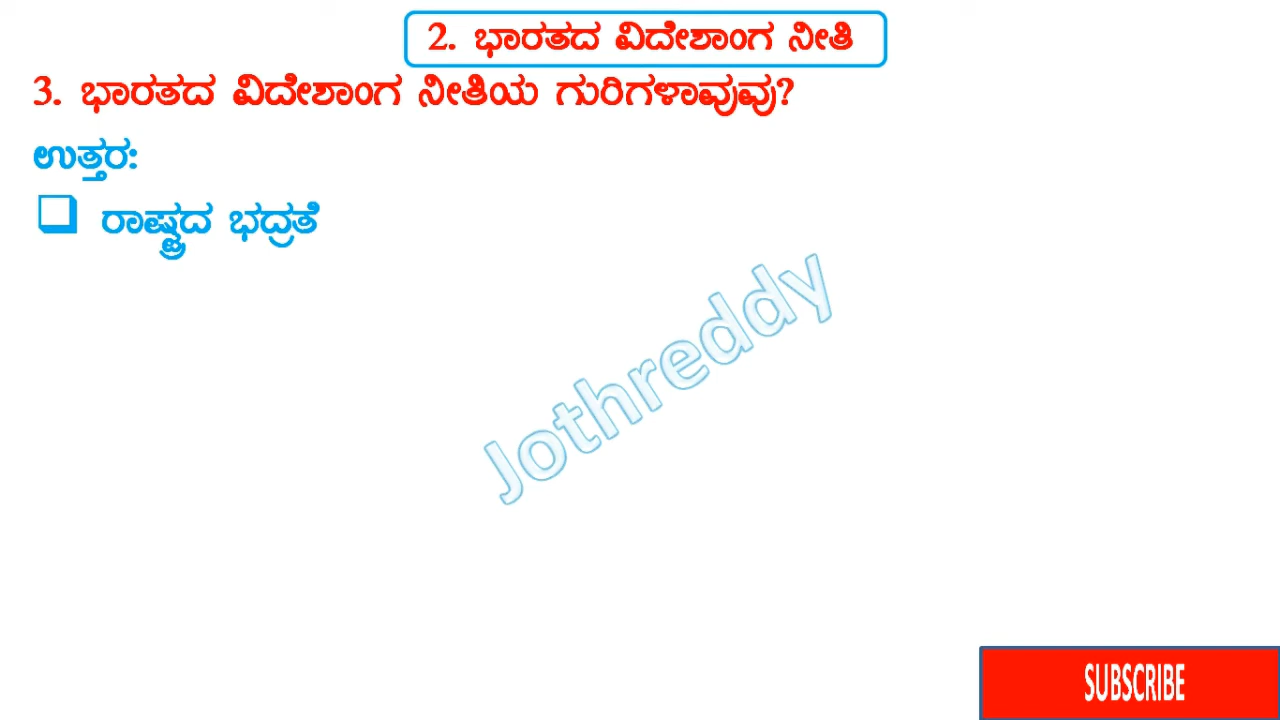 2. ಭಾರತದ ವಿದೇಶಾಂಗ ನೀತಿ
3. ಭಾರತದ ವಿದೇಶಾಂಗ ನೀತಿಯ ಗುರಿಗಳಾವುವು?
ಉತ್ತರ:
❑ ರಾಷ್ಟ್ರದ ಭದ್ರತೆ
Jothreddy
SUBSCRIBE